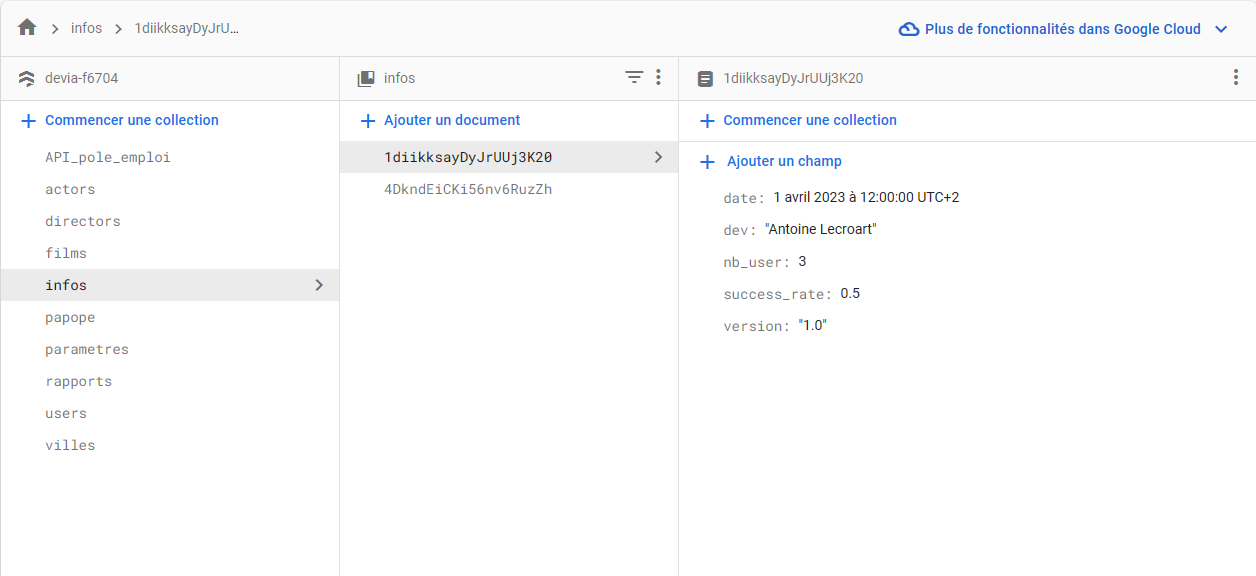 infos
1diikksayDyJrU...
Plus de fonctionnalités dans Google Cloud
devia-f6704
infos
1diikksayDyJrUUj3K20
Commencer une collection
Ajouter un document
Commencer une collection
API_pole_emploi
1diikksayDyJrUUj3K20
Ajouter un champ
actors
4DkndEiCKi56nv6RuzZh
date: 1 avril 2023 à 12:00:00 UTC+2
directors
dev: "Antoine Lecroart"
films
nb_user: 3
infos
success_rate: 0.5
papope
version: "1.0"
parametres
rapports
users
villes